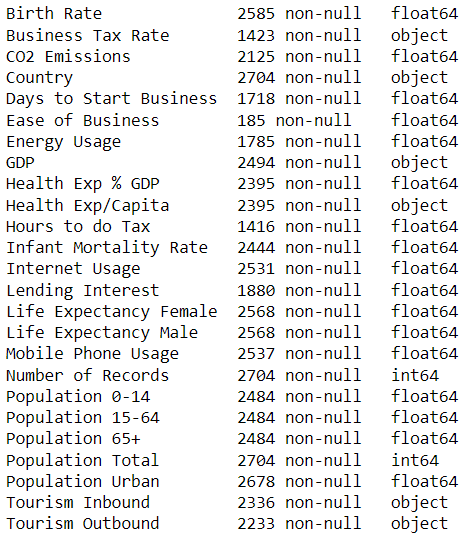 Birth Rate 2585 non-null float64
Business Tax Rate 1423 non-null object
CO2 Emissions 2125 non-null float64
Country 2704 non-null object
Days to Start Business 1718 non-null float64
Ease of Business 185 non-null float64
Energy Usage 1785 non-null float64
GDP 2494 non-null object
Health Exp % GDP 2395 non-null float64
Health Exp/Capita 2395 non-null object
Hours to do Tax 1416 non-null float64
Infant Mortality Rate 2444 non-null float64
Internet Usage 2531 non-null float64
Lending Interest 1880 non-null float64
Life Expectancy Female 2568 non-null float64
Life Expectancy Male 2568 non-null float64
Mobile Phone Usage 2537 non-null float64
Number of Records 2704 non-null int64
Population 0-14 2484 non-null float64
Population 15-64 2484 non-null float64
Population 65+ 2484 non-null float64
Population Total 2704 non-null int64
Population Urban 2678 non-null float64
Tourism Inbound 2336 non-null object
Tourism Outbound 2233 non-null object